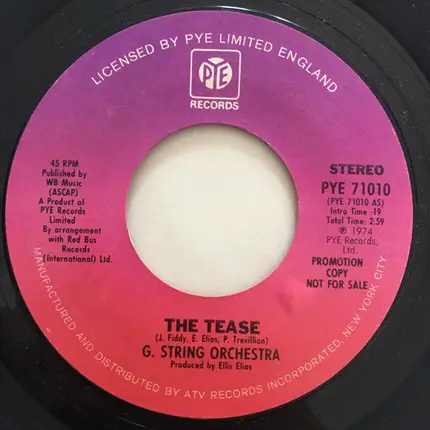 LICENSED BY PYE LIMITED ENGLAND
PYE
RECORDS
45 RPM
Published by
WB Music
(ASCAP)
A Product of
PYE Records
Limited
By arrangement
with Red Bus
Records
(International) Ltd.
STEREO
PYE 71010
(PYE 71010 AS)
Intro Time :19
Total Time: 2:59
℗ 1974
PYE Records,
Ltd.
PROMOTION
COPY
NOT FOR SALE
THE TEASE
(J. Fiddy, E. Elias, P. Trevillion)
G. STRING ORCHESTRA
Produced by Ellis Elias
MANUFACTURED AND DISTRIBUTED BY ATV RECORDS INCORPORATED, NEW YORK CITY